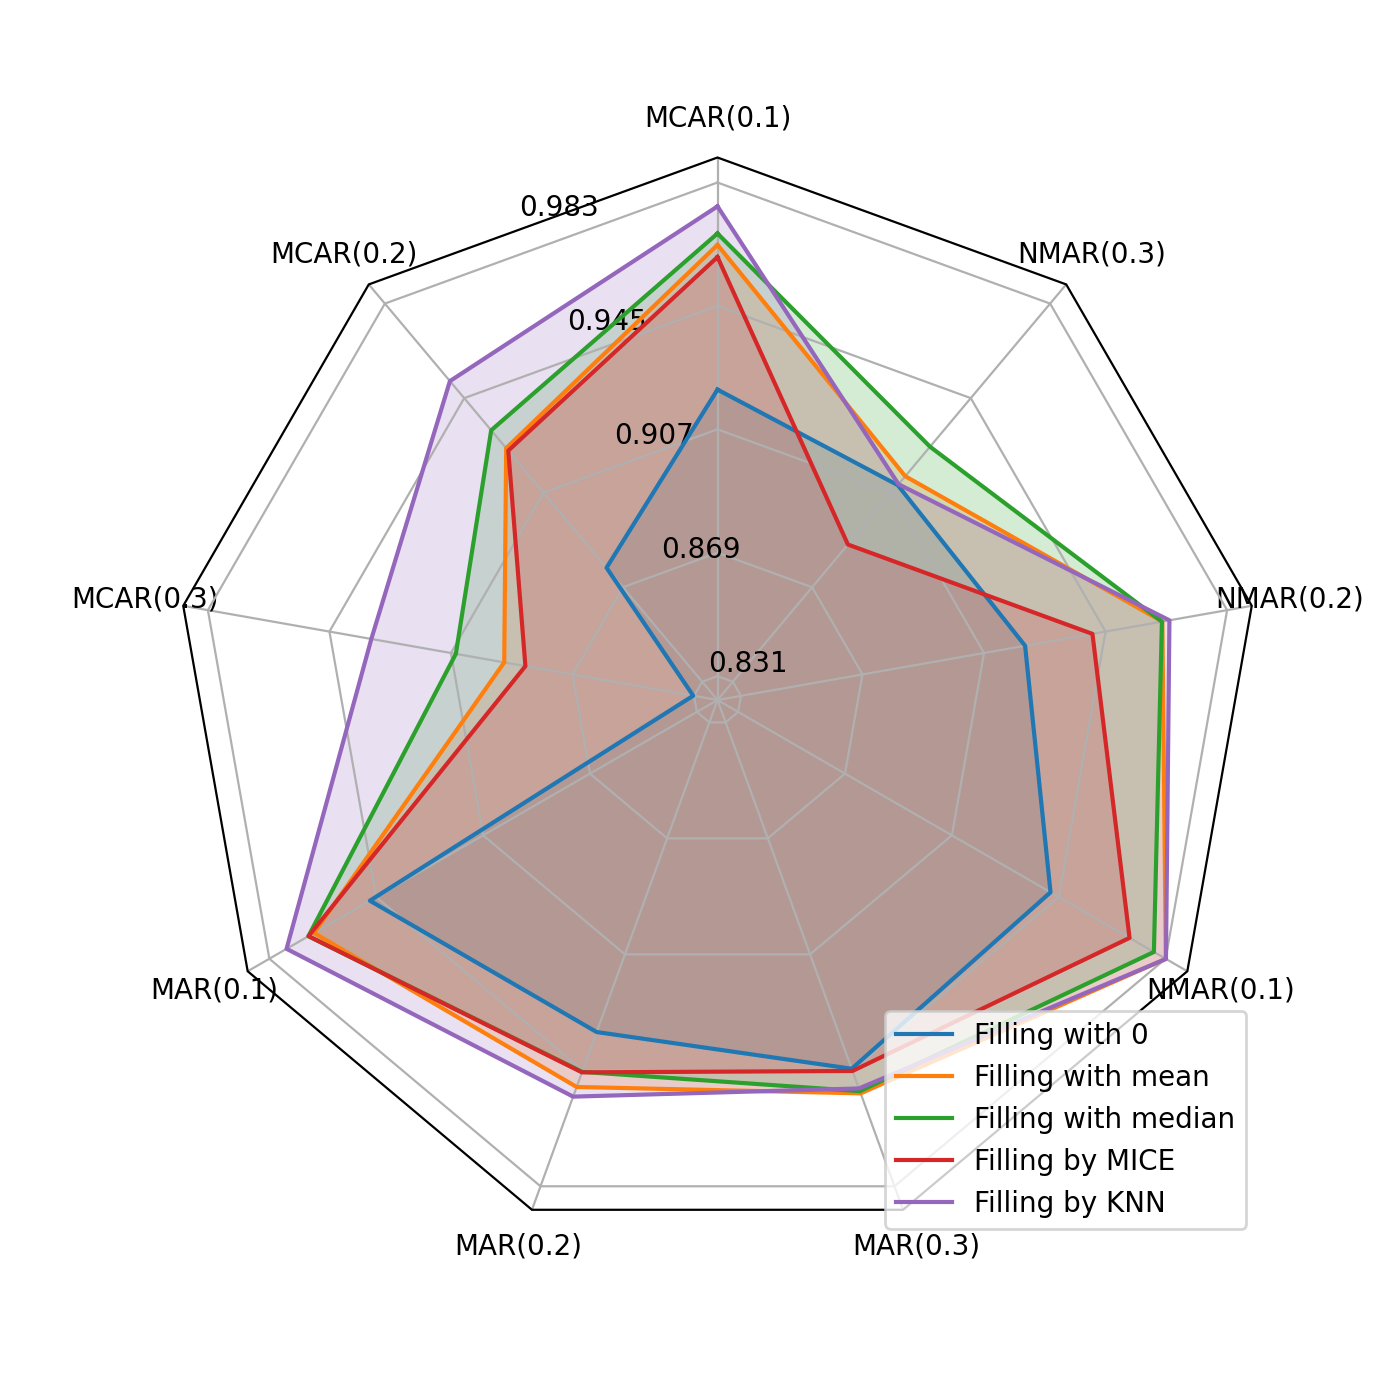 MCAR(0.1)
0.983
MCAR(0.2)
NMAR(0.3)
0.945
0.907
0.869
MCAR(0.3)
NMAR(0.2)
0.831
MAR(0.1)
NMAR(0.1)
Filling with 0
Filling with mean
Filling with median
Filling by MICE
Filling by KNN
MAR(0.2)
MAR(0.3)